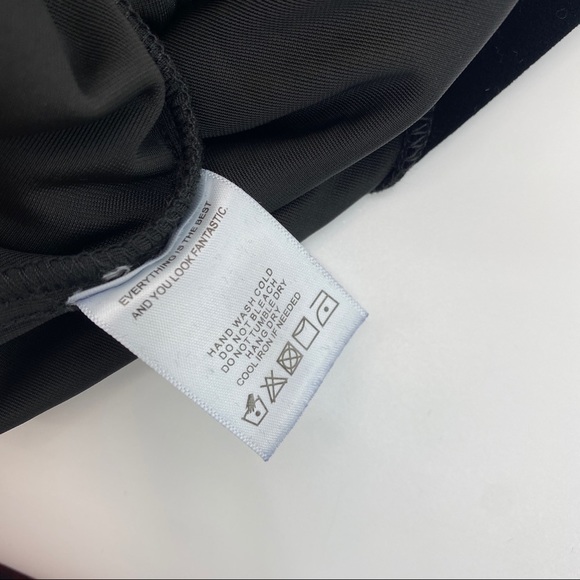 EVERYTHING IS THE BEST
AND YOU LOOK FANTASTIC.
HAND WASH COLD
DO NOT BLEACH
DO NOT TUMBLE DRY
HANG DRY
COOL IRON IF NEEDED